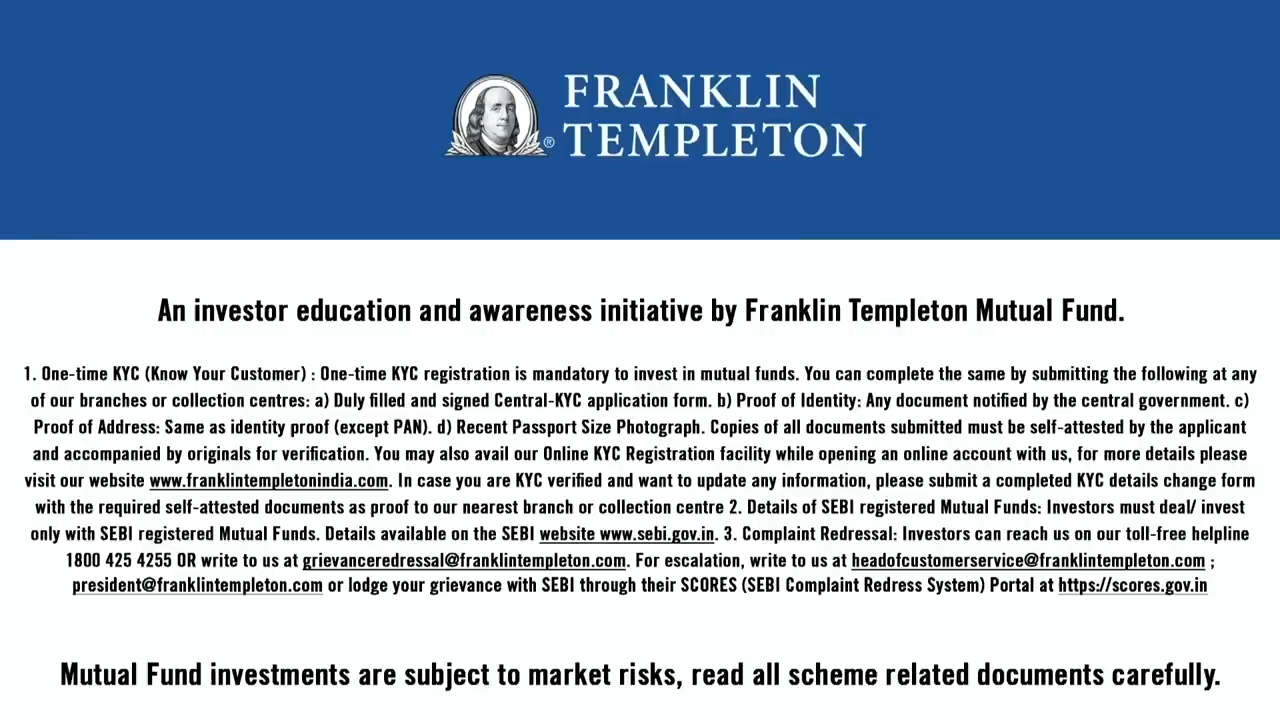 FRANKLIN
TEMPLETON
®
An investor education and awareness initiative by Franklin Templeton Mutual Fund.
1. One-time KYC (Know Your Customer) : One-time KYC registration is mandatory to invest in mutual funds. You can complete the same by submitting the following at any
of our branches or collection centres: a) Duly filled and signed Central-KYC application form. b) Proof of Identity: Any document notified by the central government. c)
Proof of Address: Same as identity proof (except PAN). d) Recent Passport Size Photograph. Copies of all documents submitted must be self-attested by the applicant
and accompanied by originals for verification. You may also avail our Online KYC Registration facility while opening an online account with us, for more details please
visit our website www.franklintempletonindia.com. In case you are KYC verified and want to update any information, please submit a completed KYC details change form
with the required self-attested documents as proof to our nearest branch or collection centre 2. Details of SEBI registered Mutual Funds: Investors must deal/ invest
only with SEBI registered Mutual Funds. Details available on the SEBI website www.sebi.gov.in. 3. Complaint Redressal: Investors can reach us on our toll-free helpline
1800 425 4255 OR write to us at grievanceredressal@franklintempleton.com. For escalation, write to us at headofcustomerservice@franklintempleton.com ;
president@franklintempleton.com or lodge your grievance with SEBI through their SCORES (SEBI Complaint Redress System) Portal at https://scores.gov.in
Mutual Fund investments are subject to market risks, read all scheme related documents carefully.